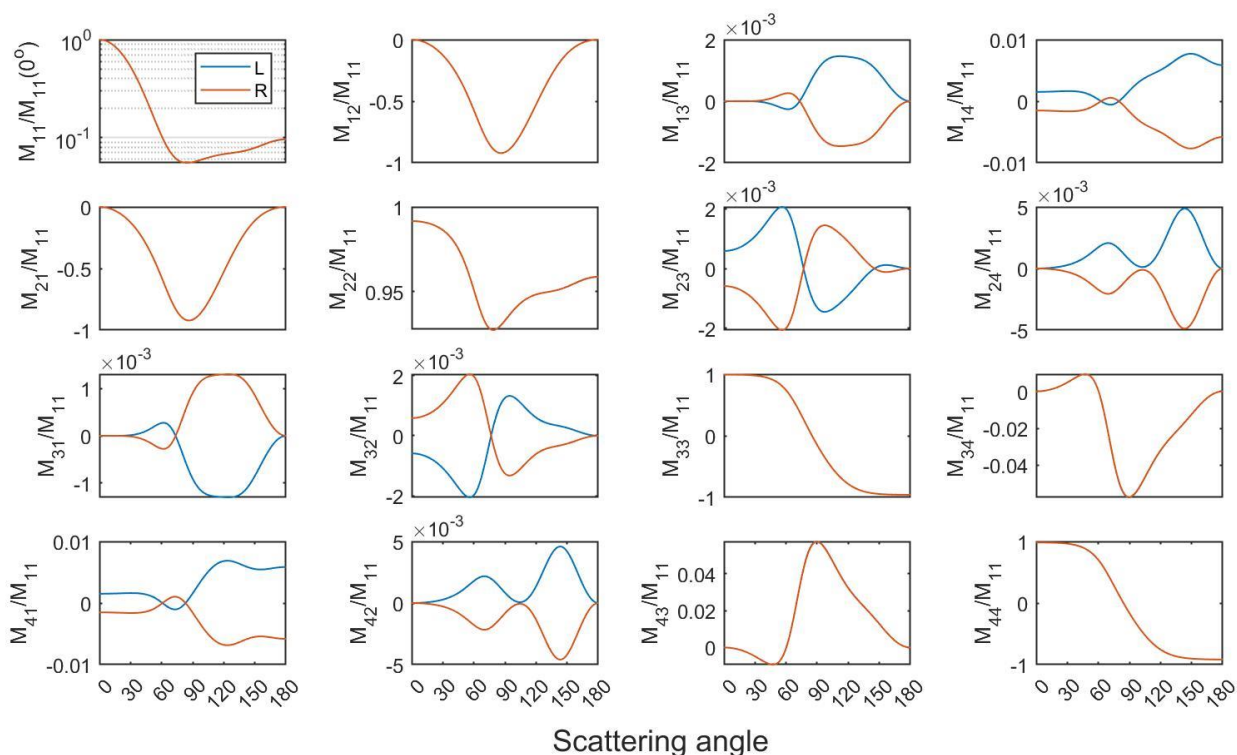 M11/M11(0°)
10^0
10^-1
L
R
M12/M11
0
-0.5
-1
M13/M11
×10^-3
2
0
-2
M14/M11
0.01
0
-0.01
M21/M11
0
-0.5
-1
M22/M11
1
0.95
M23/M11
×10^-3
2
0
-2
M24/M11
×10^-3
5
0
-5
M31/M11
×10^-3
1
0
-1
M32/M11
×10^-3
2
0
-2
M33/M11
1
0
-1
M34/M11
0
-0.02
-0.04
M41/M11
0.01
0
-0.01
0 30 60 90 120 150 180
M42/M11
×10^-3
5
0
-5
0 30 60 90 120 150 180
M43/M11
0.04
0.02
0
0 30 60 90 120 150 180
M44/M11
1
0
-1
0 30 60 90 120 150 180
Scattering angle